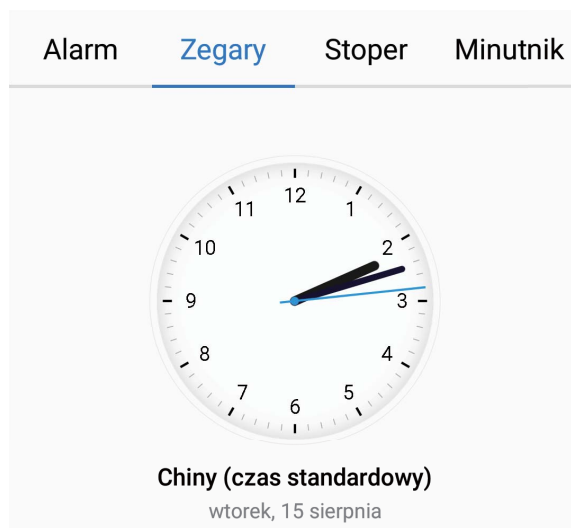 Alarm Zegary Stoper Minutnik
12
11 1
10 2
9 3
8 4
7 5
6
Chiny (czas standardowy)
wtorek, 15 sierpnia